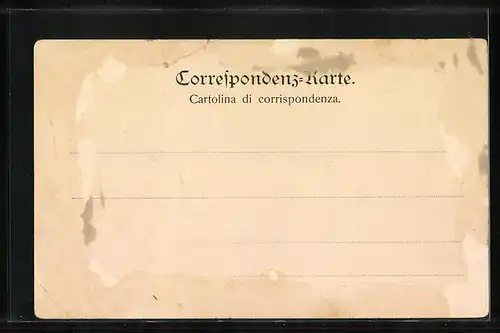 Correſpondenz-Karte.
Cartolina di corrispondenza.